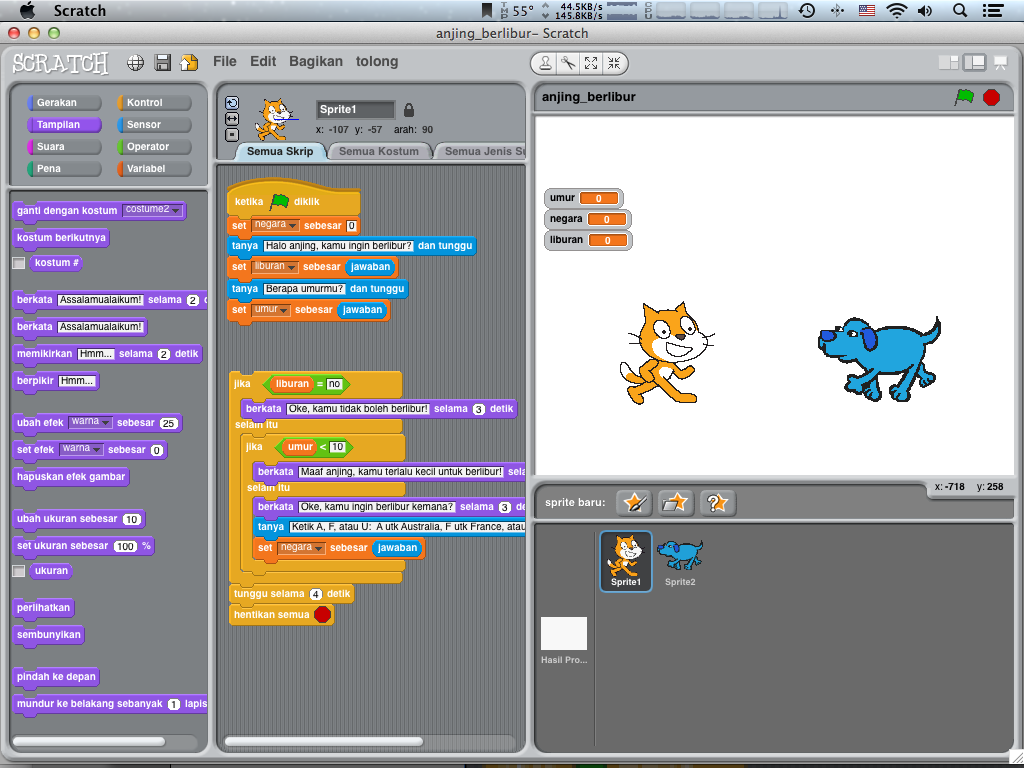 Scratch
55°
44.5KB/s
145.8KB/s
anjing_berlibur– Scratch
SCRATCH
File Edit Bagikan tolong
Gerakan Kontrol
Tampilan Sensor
Suara Operator
Pena Variabel
ganti dengan kostum costume2
kostum berikutnya
kostum #
berkata Assalamualaikum! selama 2
berkata Assalamualaikum!
memikirkan Hmm... selama 2 detik
berpikir Hmm...
ubah efek warna sebesar 25
set efek warna sebesar 0
hapuskan efek gambar
ubah ukuran sebesar 10
set ukuran sebesar 100 %
ukuran
perlihatkan
sembunyikan
pindah ke depan
mundur ke belakang sebanyak 1 lapis
Sprite1
x: -107 y: -57 arah: 90
Semua Skrip Semua Kostum Semua Jenis Su
ketika diklik
set negara sebesar 0
tanya Halo anjing, kamu ingin berlibur? dan tunggu
set liburan sebesar jawaban
tanya Berapa umurmu? dan tunggu
set umur sebesar jawaban
jika liburan = no
berkata Oke, kamu tidak boleh berlibur! selama 3 detik
selain itu
jika umur < 10
berkata Maaf anjing, kamu terlalu kecil untuk berlibur! sela
selain itu
berkata Oke, kamu ingin berlibur kemana? selama 3 de
tanya Ketik A, F, atau U: A utk Australia, F utk France, atau
set negara sebesar jawaban
tunggu selama 4 detik
hentikan semua
anjing_berlibur
umur 0
negara 0
liburan 0
x: -718 y: 258
sprite baru:
Sprite1 Sprite2
Hasil Pro...